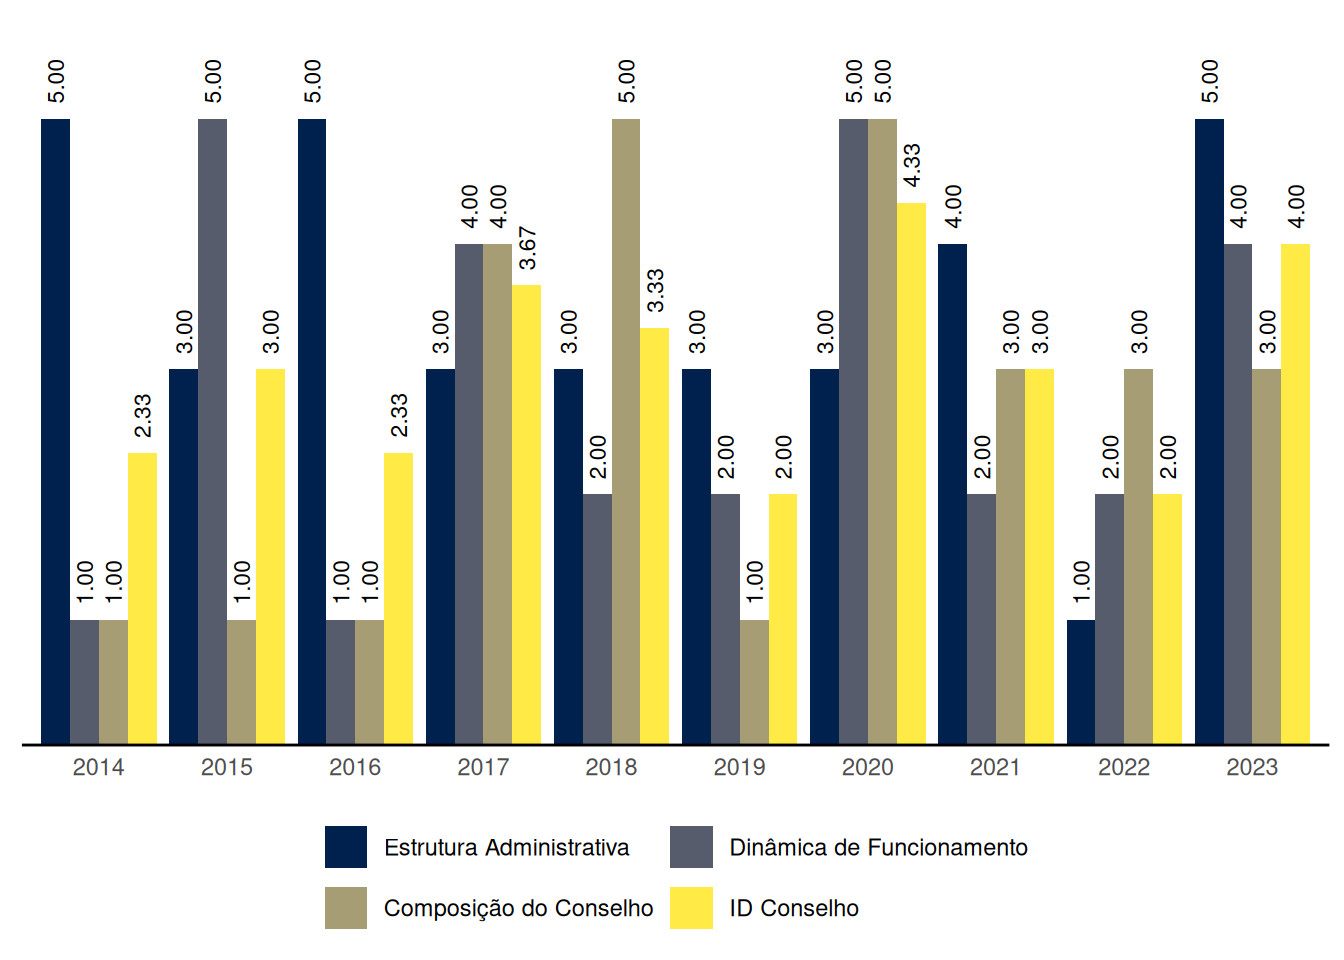 5.00 5.00 5.00 5.00 5.00 5.00 5.00
4.33
4.00 4.00 4.00 4.00 4.00
3.67
3.33
3.00 3.00 3.00 3.00 3.00 3.00 3.00 3.00 3.00 3.00
2.33 2.33
2.00 2.00 2.00 2.00 2.00 2.00
1.00 1.00 1.00 1.00 1.00 1.00 1.00
2014 2015 2016 2017 2018 2019 2020 2021 2022 2023
Estrutura Administrativa Dinâmica de Funcionamento
Composição do Conselho ID Conselho